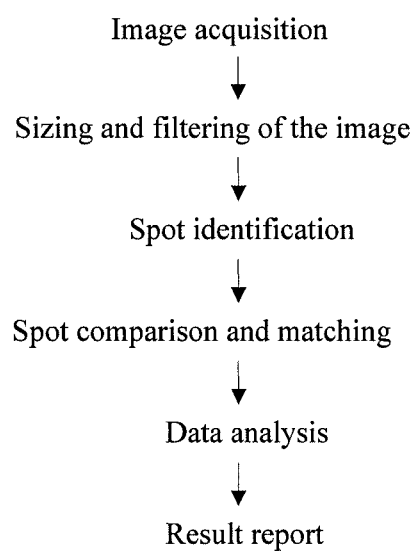 Image acquisition
Sizing and filtering of the image
Spot identification
Spot comparison and matching
Data analysis
Result report